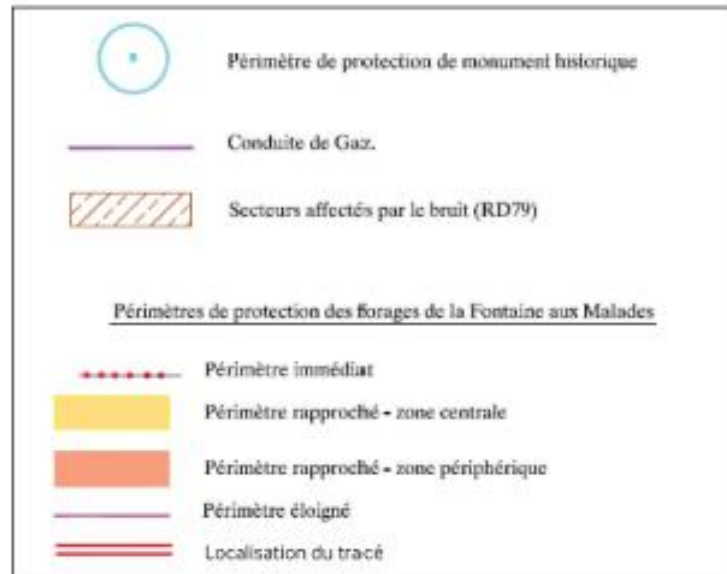 Périmètre de protection de monument historique
Conduite de Gaz.
Secteurs affectés par le bruit (RD79)
Périmètres de protection des forages de la Fontaine aux Malades
Périmètre immédiat
Périmètre rapproché - zone centrale
Périmètre rapproché - zone périphérique
Périmètre éloigné
Localisation du tracé